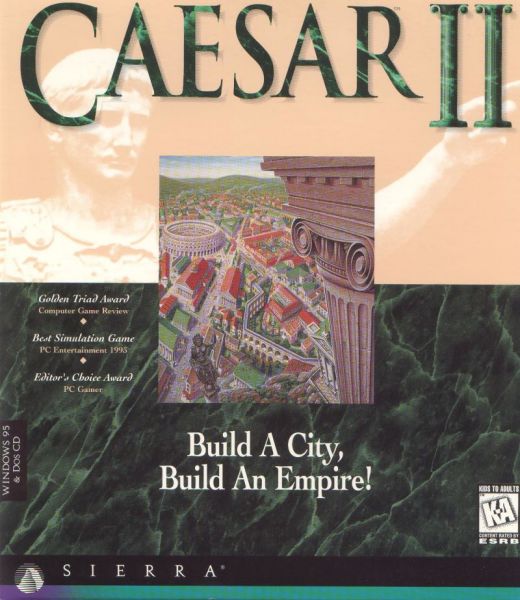 CAESAR II
™
Golden Triad Award
Computer Game Review
Best Simulation Game
PC Entertainment 1995
Editor's Choice Award
PC Gamer
WINDOWS 95
& DOS CD
Build A City,
Build An Empire!
KIDS TO ADULTS
K-A
CONTENT RATED BY
ESRB
SIERRA®